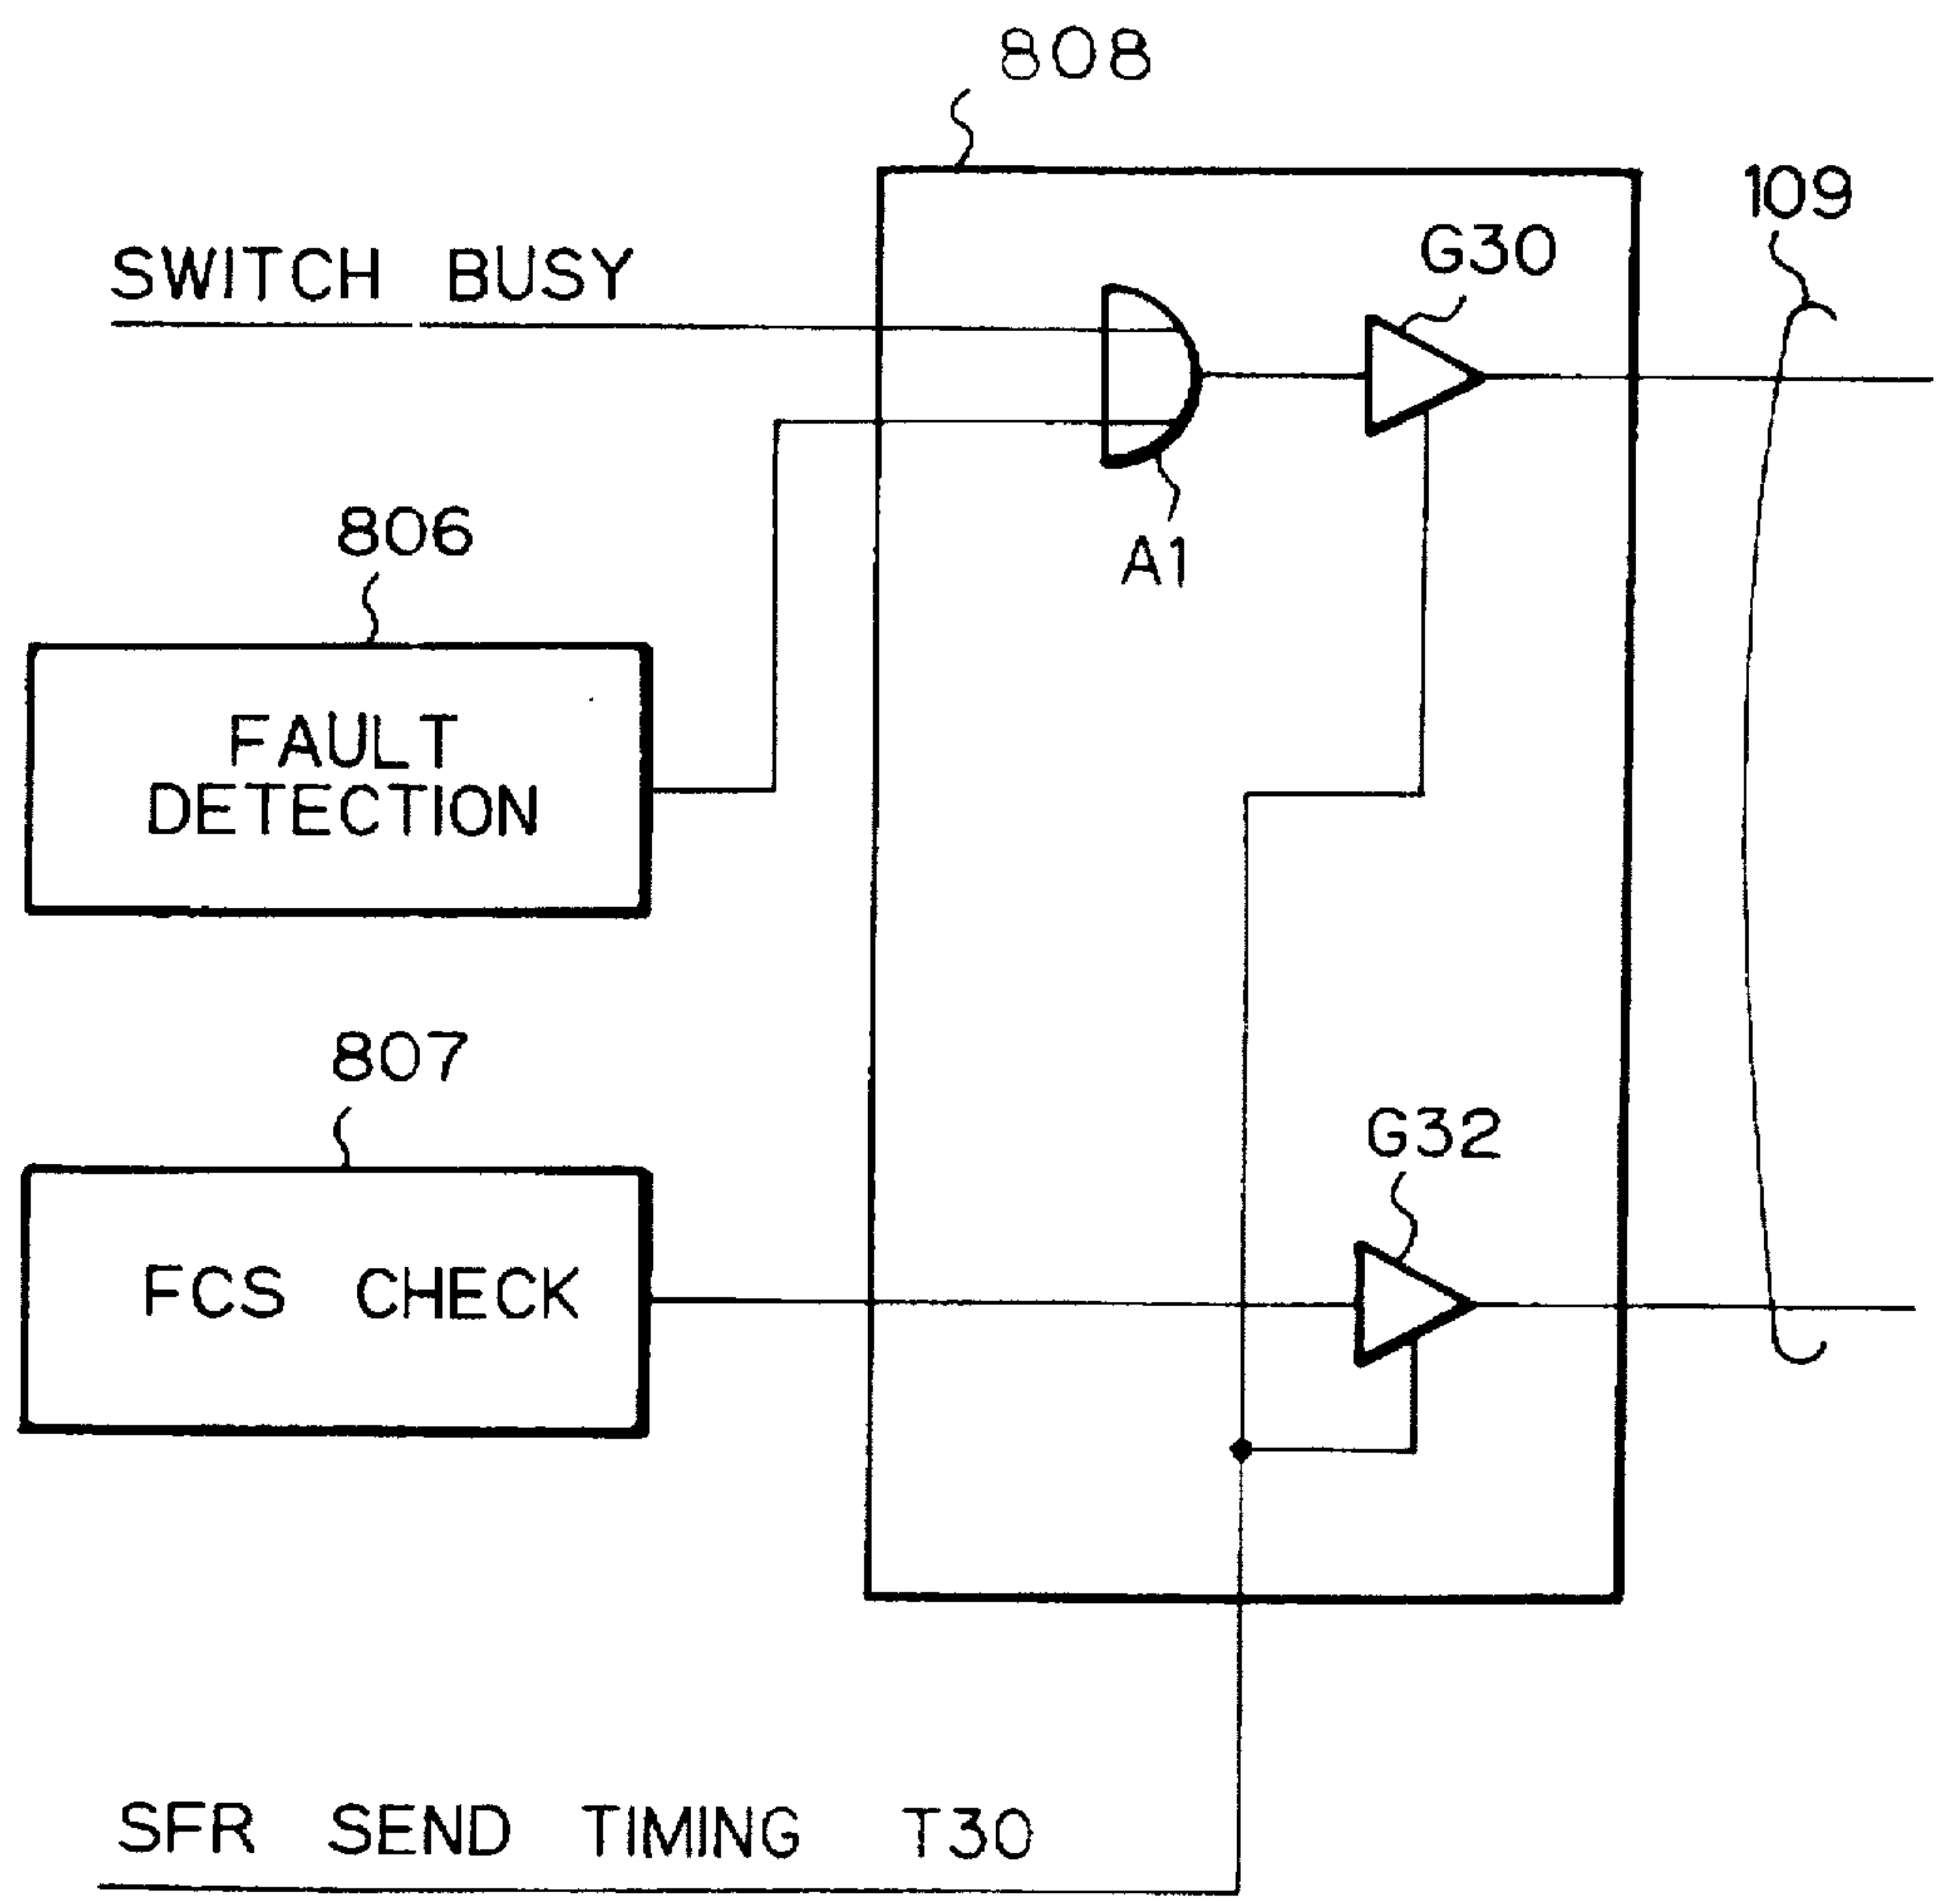 808
109
SWITCH BUSY
G30
A1
806
FAULT
DETECTION
807
G32
FCS CHECK
SFR SEND TIMING T30